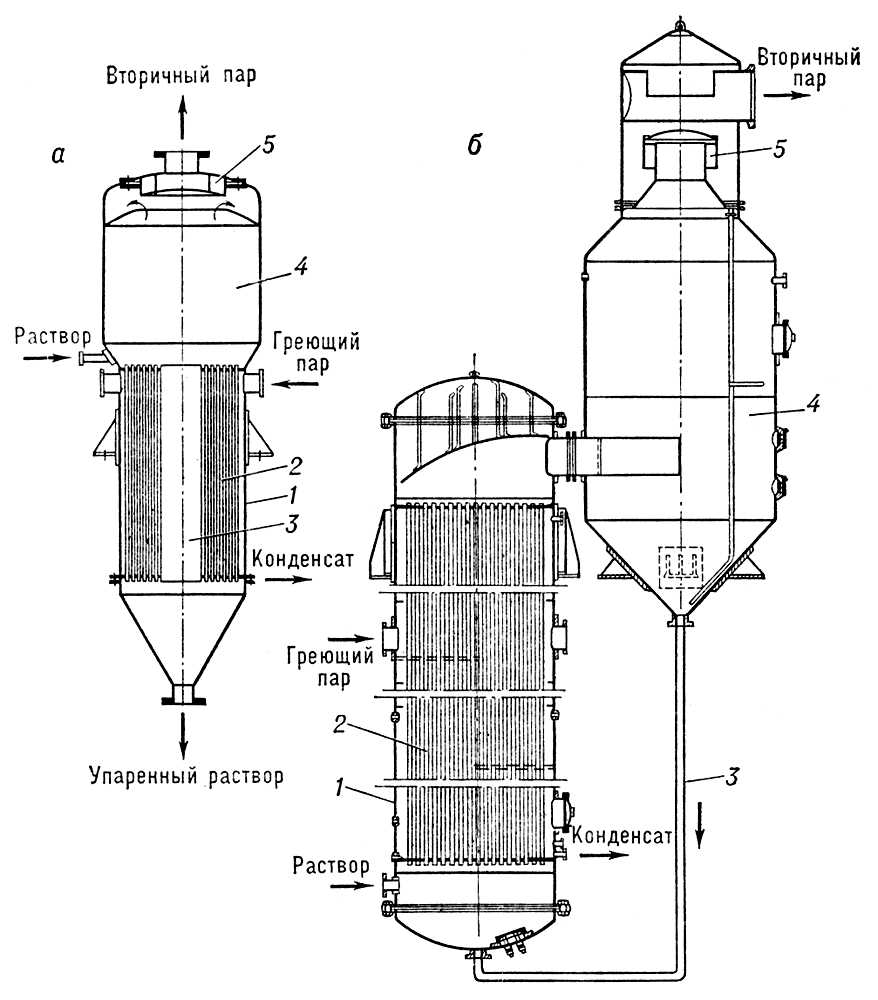 Вторичный
пар
Вторичный пар
а
5
б
5
4
Раствор
Греющий
пар
4
2
1
3
Конденсат
Греющий
пар
2
Упаренный раствор
1
3
Конденсат
Раствор